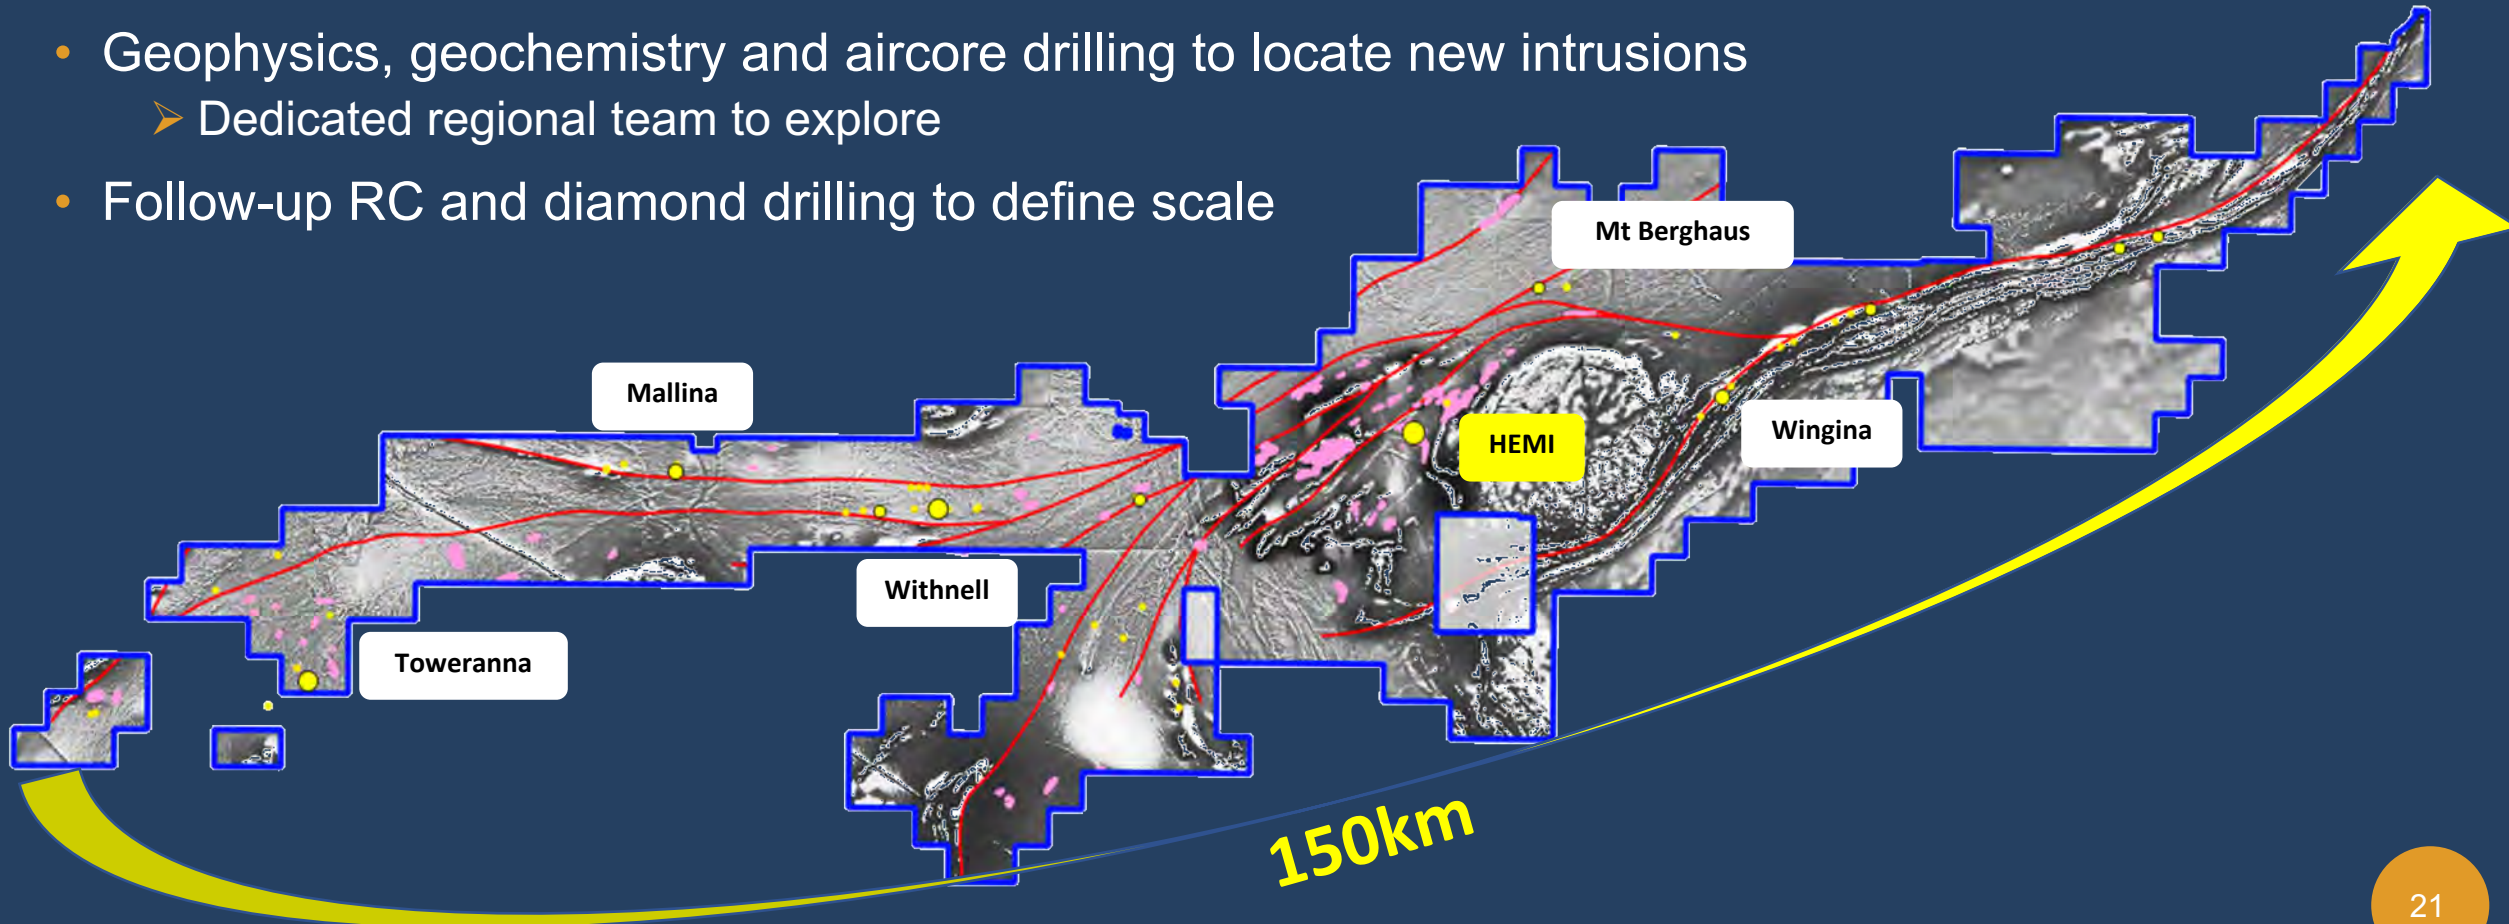 • Geophysics, geochemistry and aircore drilling to locate new intrusions
➢ Dedicated regional team to explore
• Follow-up RC and diamond drilling to define scale
Mt Berghaus
Mallina
HEMI
Wingina
Withnell
Toweranna
150km
21